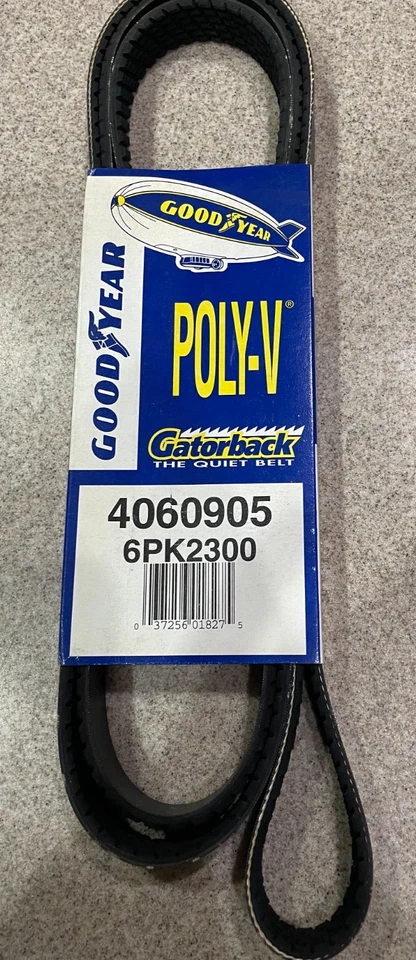 GOODYEAR
GOODYEAR
POLY-V®
Gatorback
THE QUIET BELT
4060905
6PK2300
0 37256 01827 5